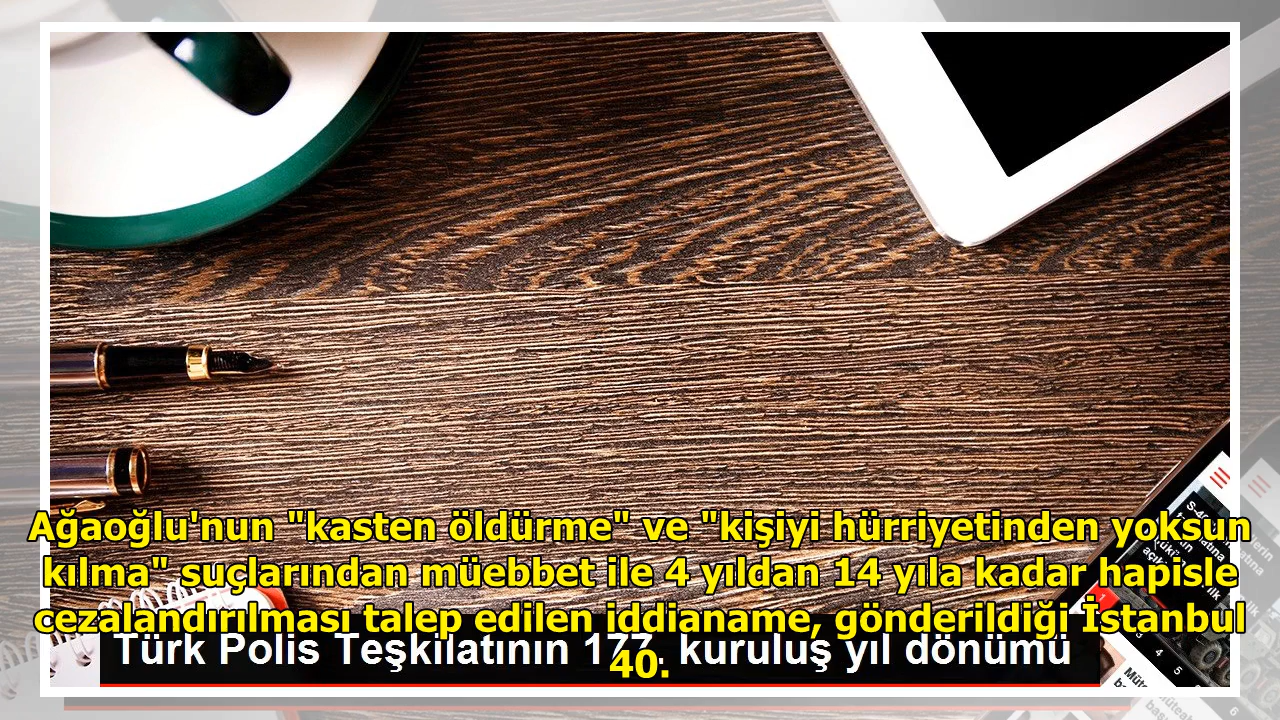 Ağaoğlu'nun "kasten öldürme" ve "kişiyi hürriyetinden yoksun
kılma" suçlarından müebbet ile 4 yıldan 14 yıla kadar hapisle
cezalandırılması talep edilen iddianame, gönderildiği İstanbul
40.
Türk Polis Teşkilatının 177. kuruluş yıl dönümü